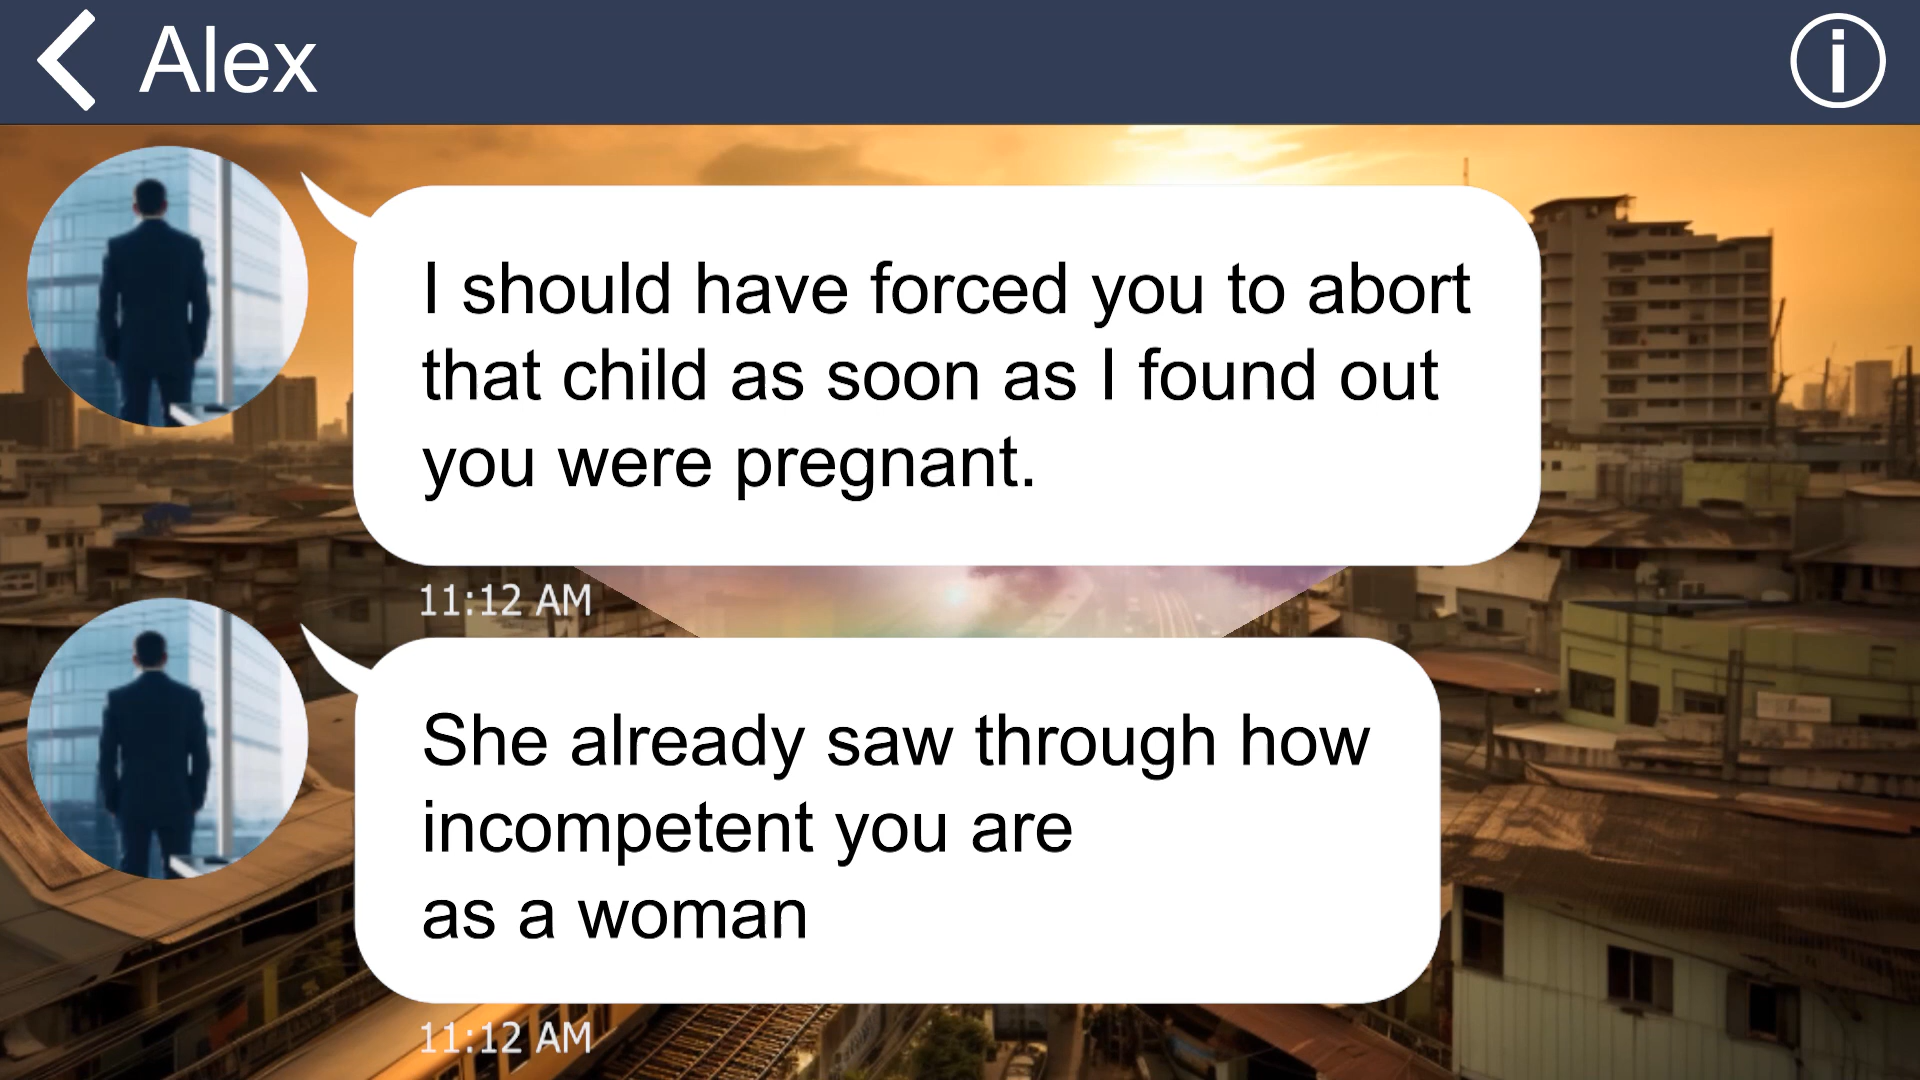 Alex
I should have forced you to abort
that child as soon as I found out
you were pregnant.
11:12 AM
She already saw through how
incompetent you are
as a woman
11:12 AM